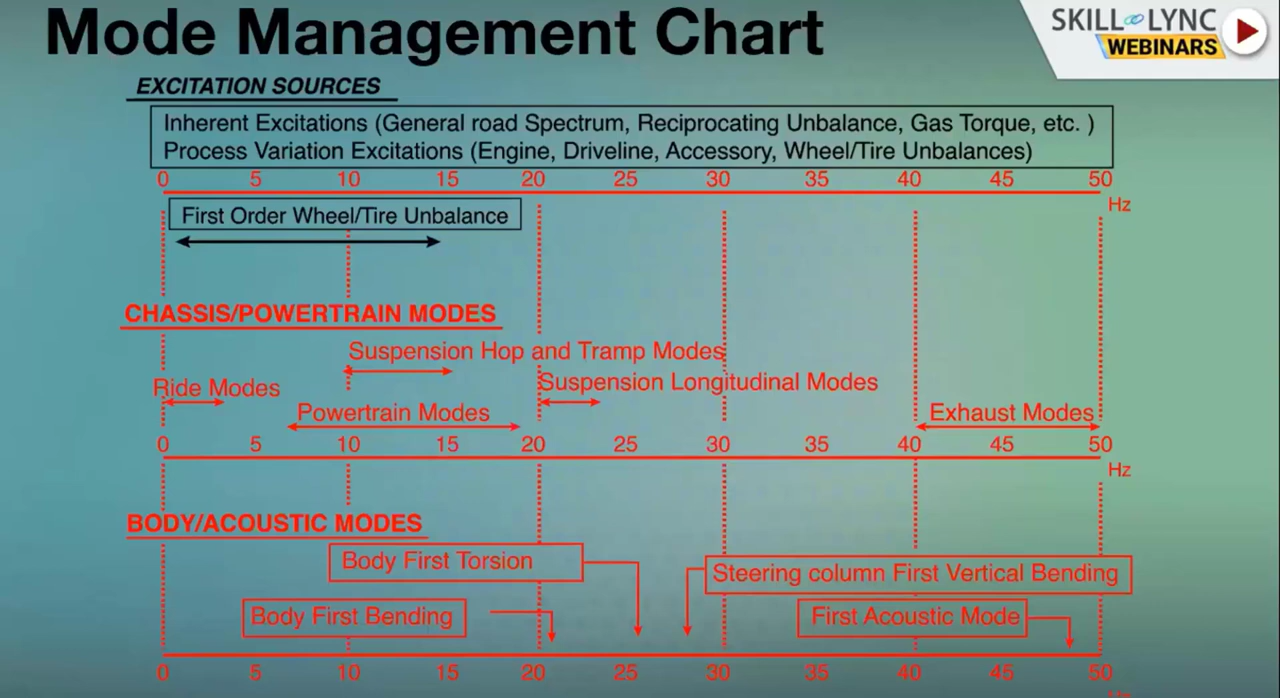 Mode Management Chart
SKILL LYNC
WEBINARS
EXCITATION SOURCES
Inherent Excitations (General road Spectrum, Reciprocating Unbalance, Gas Torque, etc. )
Process Variation Excitations (Engine, Driveline, Accessory, Wheel/Tire Unbalances)
0 5 10 15 20 25 30 35 40 45 50
Hz
First Order Wheel/Tire Unbalance
CHASSIS/POWERTRAIN MODES
Suspension Hop and Tramp Modes
Ride Modes
Suspension Longitudinal Modes
Powertrain Modes
Exhaust Modes
0 5 10 15 20 25 30 35 40 45 50
Hz
BODY/ACOUSTIC MODES
Body First Torsion
Steering column First Vertical Bending
Body First Bending
First Acoustic Mode
0 5 10 15 20 25 30 35 40 45 50